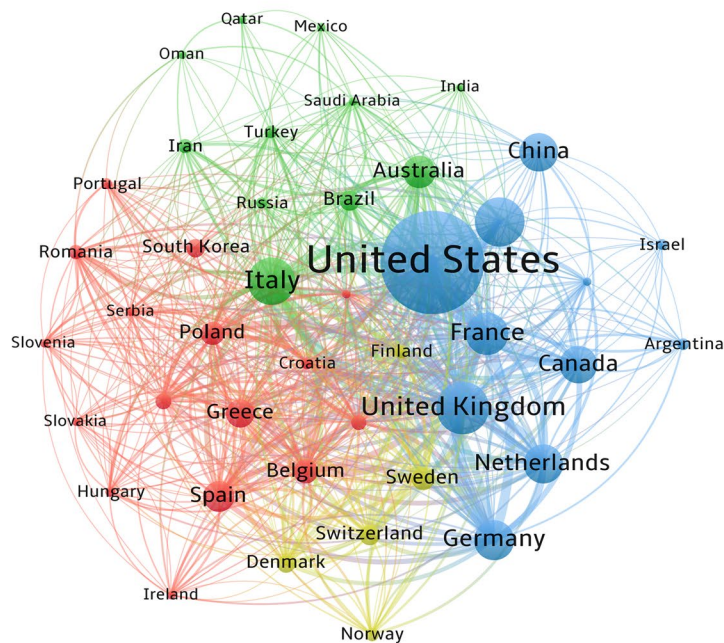 Qatar
Mexico
Oman
India
Saudi Arabia
Turkey
Iran
China
Australia
Portugal
Brazil
Russia
Romania
South Korea
Israel
United States
Italy
Serbia
Poland
France
Slovenia
Finland
Argentina
Croatia
Canada
Greece
United Kingdom
Slovakia
Belgium
Netherlands
Sweden
Hungary
Spain
Switzerland
Germany
Denmark
Ireland
Norway